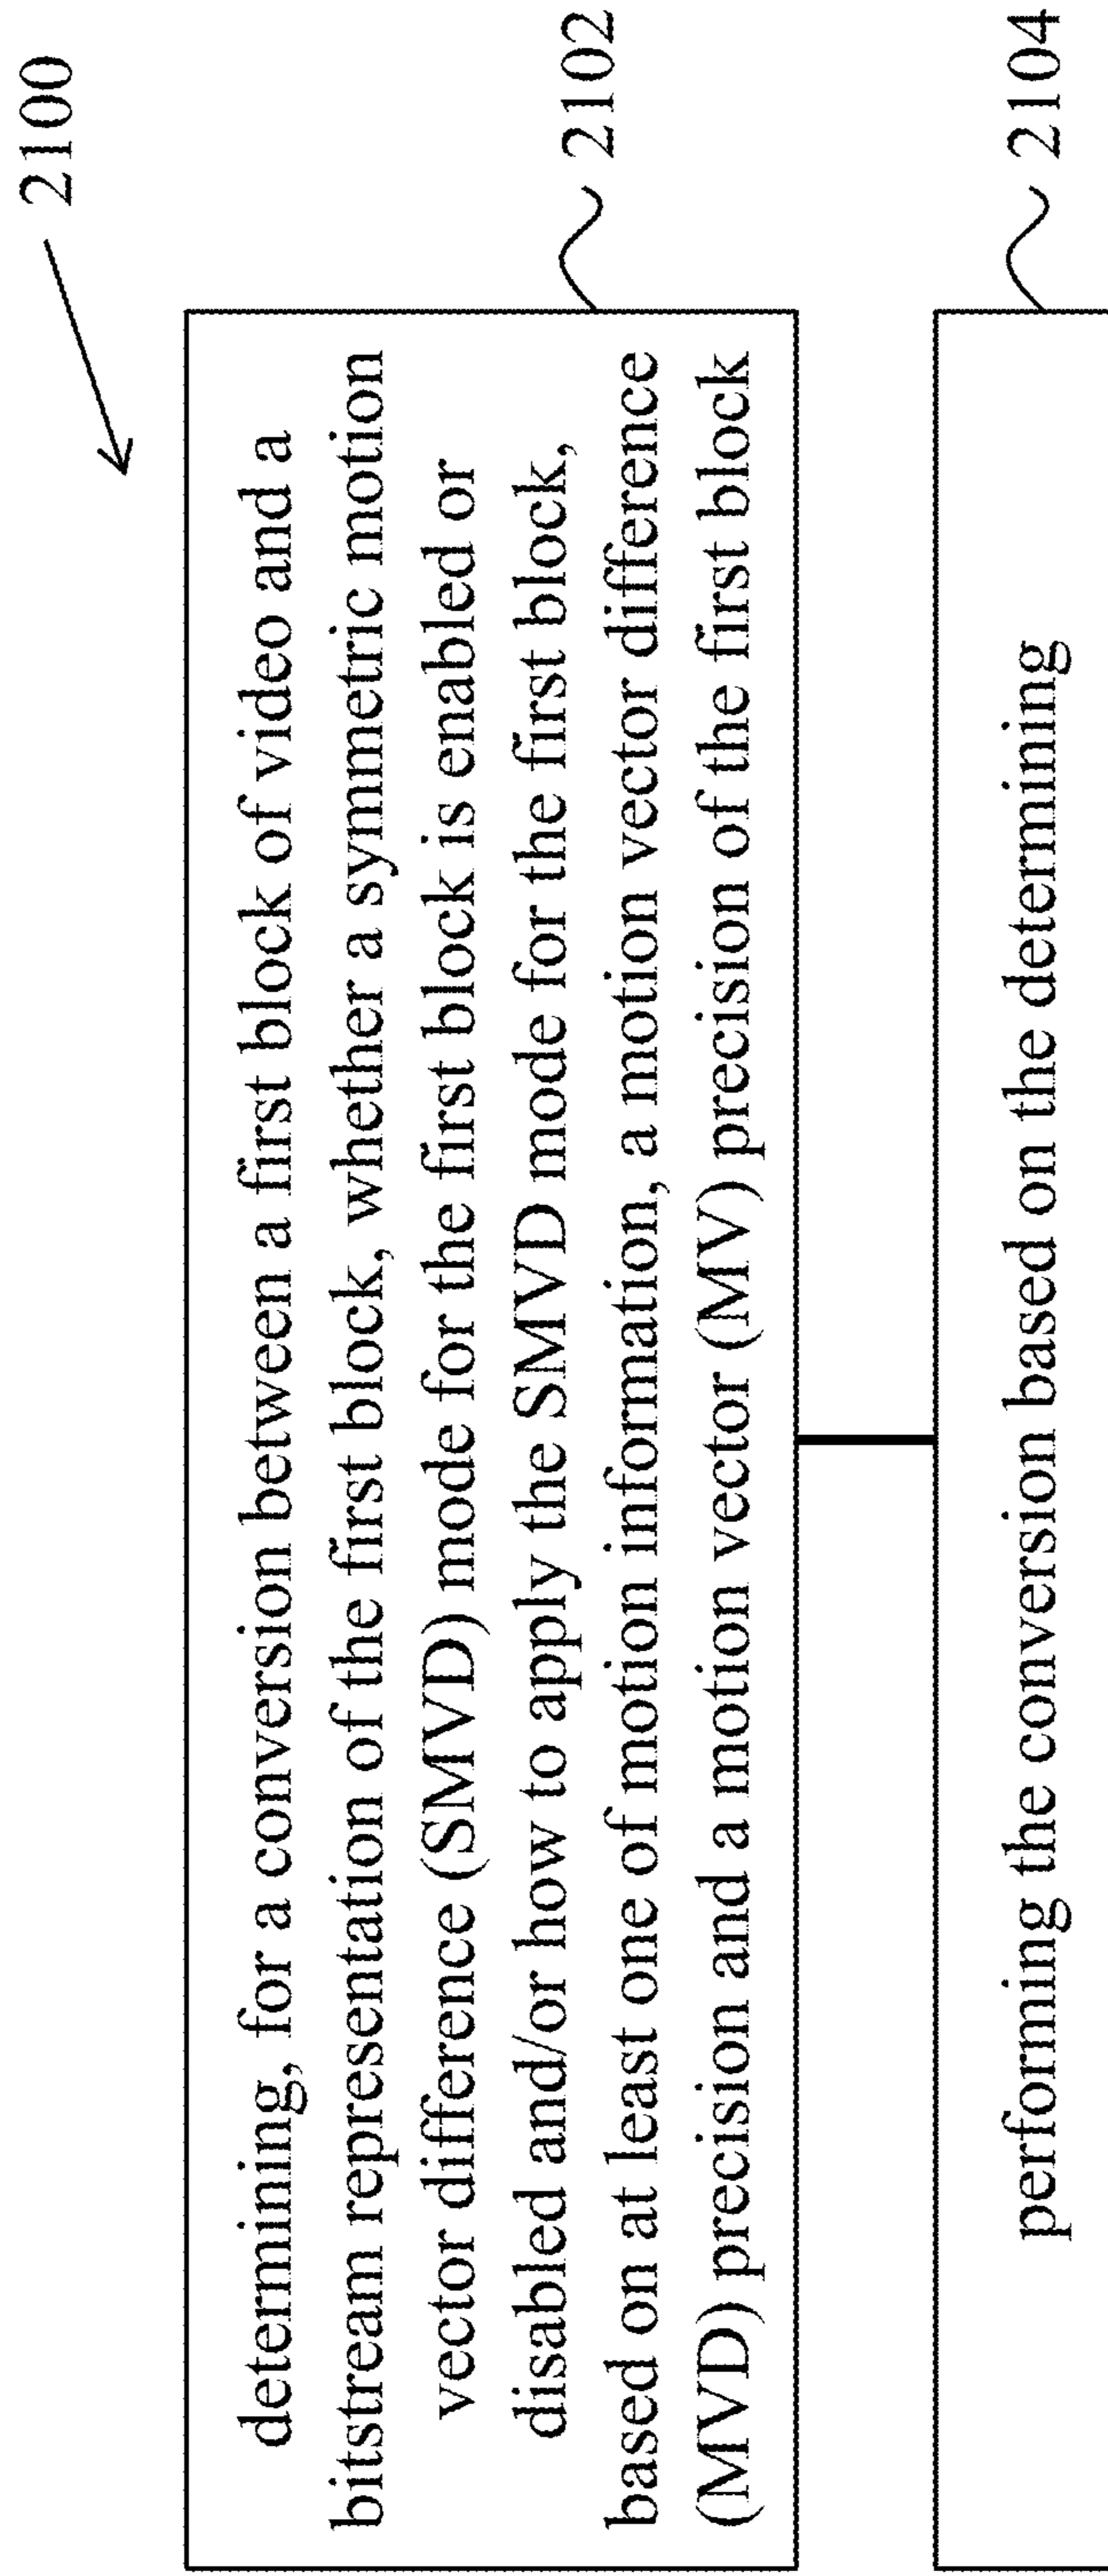 2100
determining, for a conversion between a first block of video and a
bitstream representation of the first block, whether a symmetric motion
vector difference (SMVD) mode for the first block is enabled or
disabled and/or how to apply the SMVD mode for the first block,
based on at least one of motion information, a motion vector difference
(MVD) precision and a motion vector (MV) precision of the first block
2102
performing the conversion based on the determining
2104